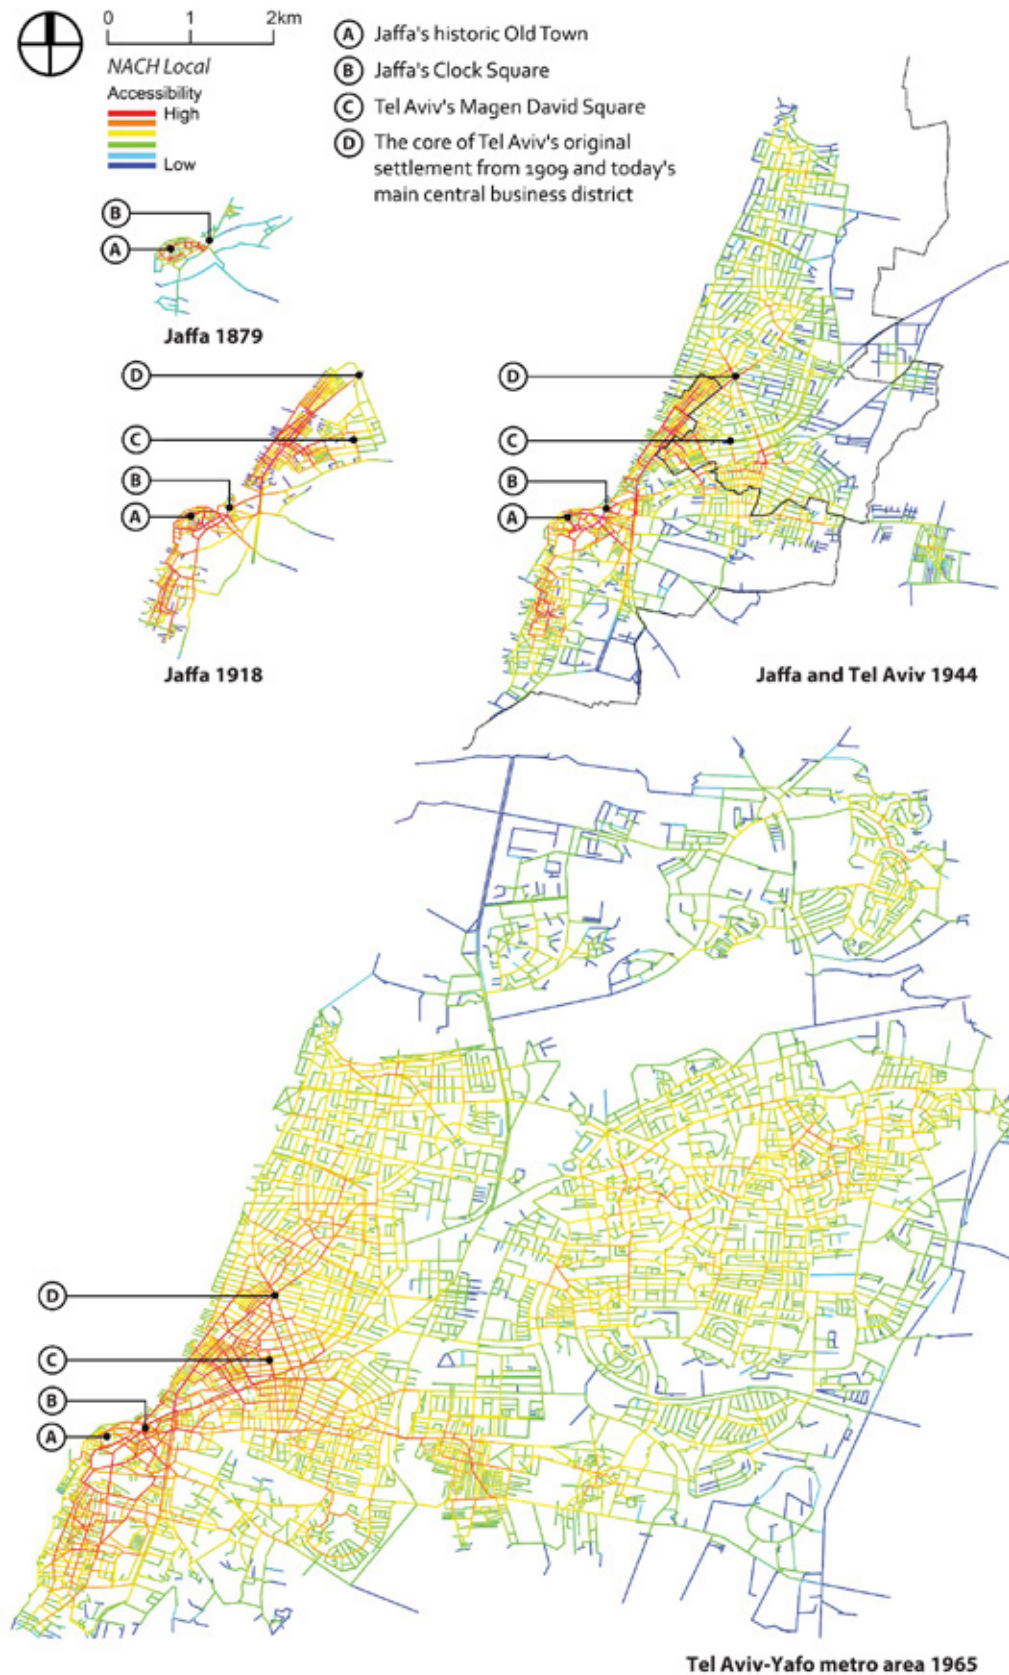 0 1 2km
NACH Local
Accessibility
High
Low
A Jaffa's historic Old Town
B Jaffa's Clock Square
C Tel Aviv's Magen David Square
D The core of Tel Aviv's original
settlement from 1909 and today's
main central business district
B
A
Jaffa 1879
D
C
B
A
Jaffa 1918
D
C
B
A
Jaffa and Tel Aviv 1944
D
C
B
A
Tel Aviv-Yafo metro area 1965